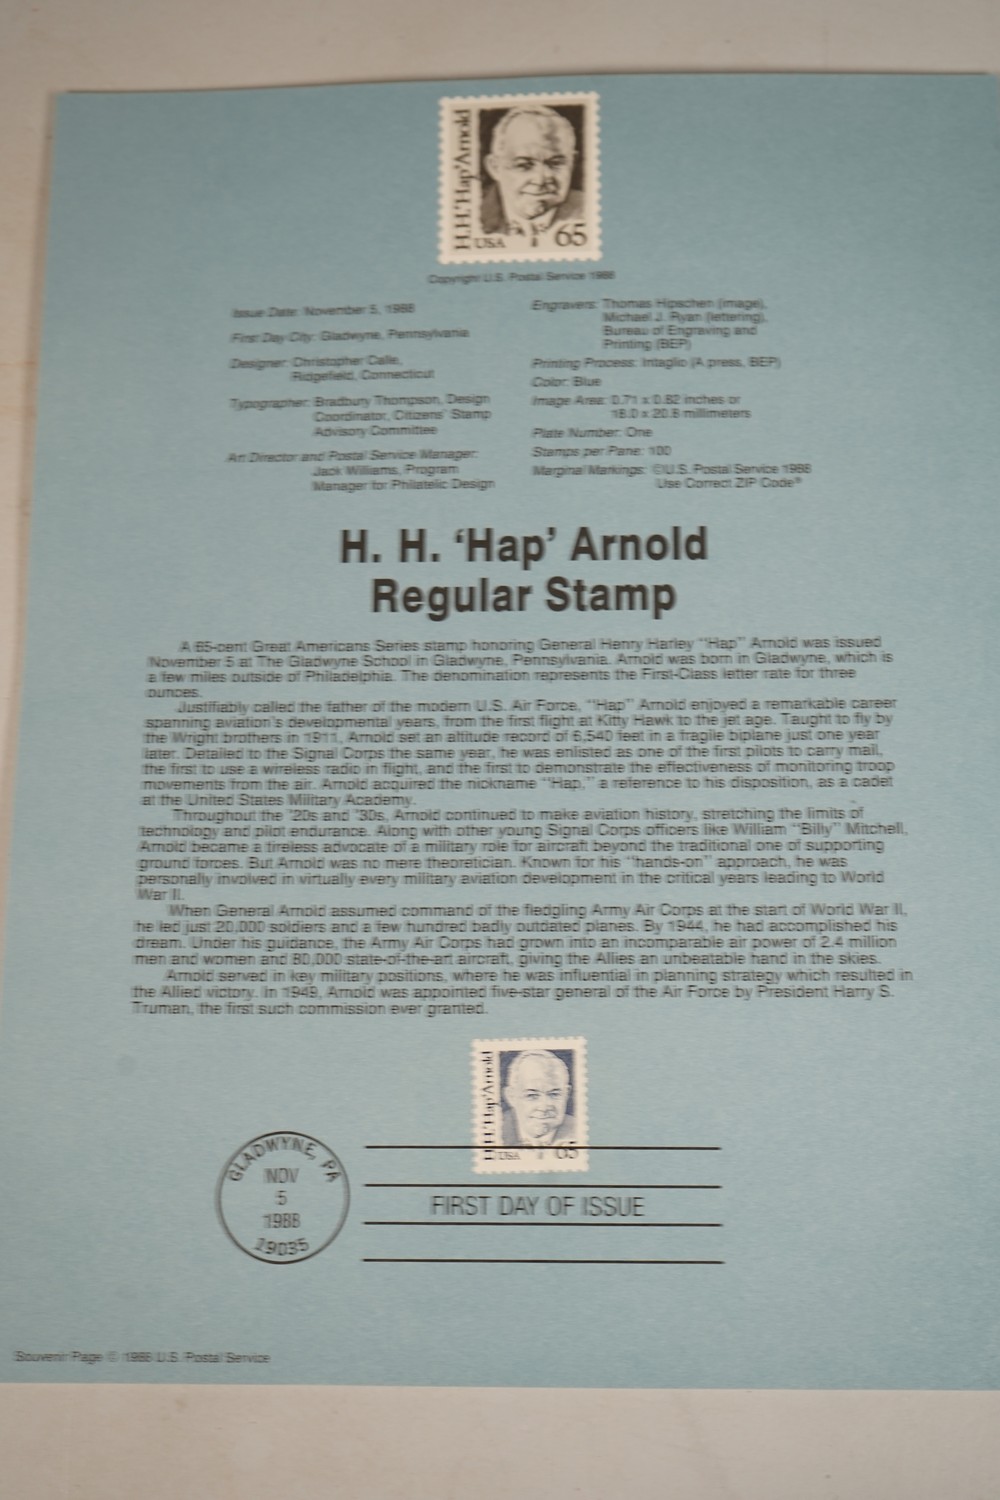 H.H.'Hap'Arnold
USA 65
Copyright U.S. Postal Service 1988
Issue Date: November 5, 1988
First Day City: Gladwyne, Pennsylvania
Designer: Christopher Calle,
Ridgefield, Connecticut
Typographer: Bradbury Thompson, Design
Coordinator, Citizens' Stamp
Advisory Committee
Art Director and Postal Service Manager:
Jack Williams, Program
Manager for Philatelic Design
Engravers: Thomas Hipschen (image),
Michael J. Ryan (lettering),
Bureau of Engraving and
Printing (BEP)
Printing Process: Intaglio (A press, BEP)
Color: Blue
Image Area: 0.71 x 0.82 inches or
18.0 x 20.8 millimeters
Plate Number: One
Stamps per Pane: 100
Marginal Markings: ©U.S. Postal Service 1988
Use Correct ZIP Code®
H. H. 'Hap' Arnold
Regular Stamp
A 65-cent Great Americans Series stamp honoring General Henry Harley "Hap" Arnold was issued
November 5 at The Gladwyne School in Gladwyne, Pennsylvania. Arnold was born in Gladwyne, which is
a few miles outside of Philadelphia. The denomination represents the First-Class letter rate for three
ounces.
Justifiably called the father of the modern U.S. Air Force, "Hap" Arnold enjoyed a remarkable career
spanning aviation's developmental years, from the first flight at Kitty Hawk to the jet age. Taught to fly by
the Wright brothers in 1911, Arnold set an altitude record of 6,540 feet in a fragile biplane just one year
later. Detailed to the Signal Corps the same year, he was enlisted as one of the first pilots to carry mail,
the first to use a wireless radio in flight, and the first to demonstrate the effectiveness of monitoring troop
movements from the air. Arnold acquired the nickname "Hap," a reference to his disposition, as a cadet
at the United States Military Academy.
Throughout the '20s and '30s, Arnold continued to make aviation history, stretching the limits of
technology and pilot endurance. Along with other young Signal Corps officers like William "Billy" Mitchell,
Arnold became a tireless advocate of a military role for aircraft beyond the traditional one of supporting
ground forces. But Arnold was no mere theoretician. Known for his "hands-on" approach, he was
personally involved in virtually every military aviation development in the critical years leading to World
War II.
When General Arnold assumed command of the fledgling Army Air Corps at the start of World War II,
he led just 20,000 soldiers and a few hundred badly outdated planes. By 1944, he had accomplished his
dream. Under his guidance, the Army Air Corps had grown into an incomparable air power of 2.4 million
men and women and 80,000 state-of-the-art aircraft, giving the Allies an unbeatable hand in the skies.
Arnold served in key military positions, where he was influential in planning strategy which resulted in
the Allied victory. In 1949, Arnold was appointed five-star general of the Air Force by President Harry S.
Truman, the first such commission ever granted.
H.H.'Hap'Arnold
USA 65
GLADWYNE, PA
NOV
5
1988
19035
FIRST DAY OF ISSUE
Souvenir Page © 1988 U.S. Postal Service